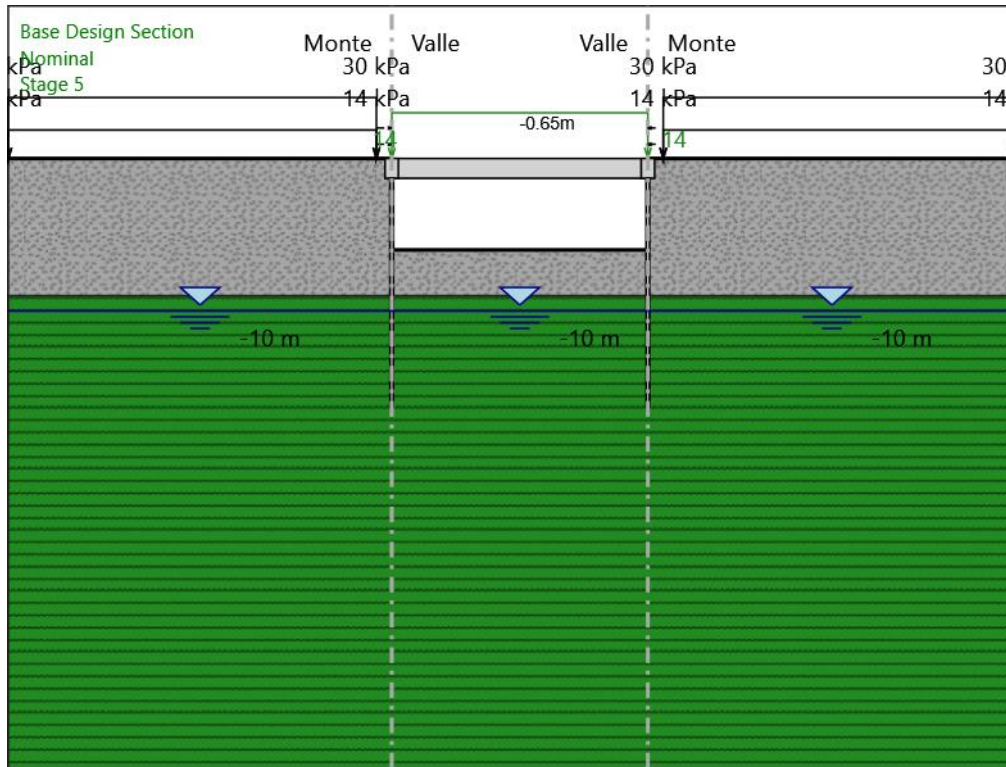 Base Design Section
Nominal
Stage 5
Monte Valle Valle Monte
kPa 30 kPa 30 kPa 30
kPa 14 kPa 14 kPa 14
-0.65m
14 14
-10 m -10 m -10 m